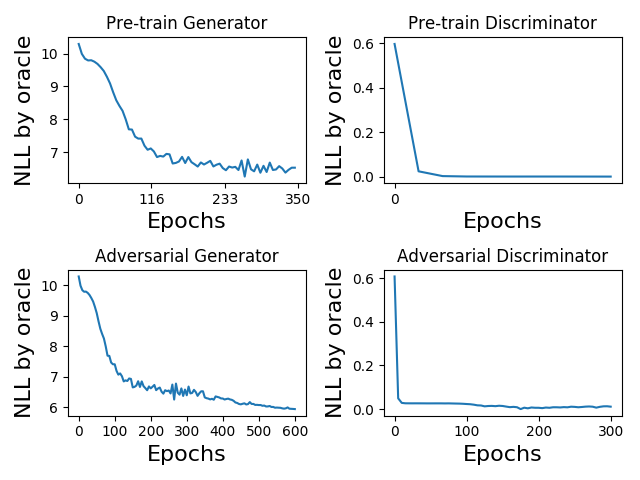 Pre-train Generator
NLL by oracle
10
9
8
7
0 116 233 350
Epochs
Pre-train Discriminator
NLL by oracle
0.6
0.4
0.2
0.0
0
Epochs
Adversarial Generator
NLL by oracle
10
9
8
7
6
0 100 200 300 400 500 600
Epochs
Adversarial Discriminator
NLL by oracle
0.6
0.4
0.2
0.0
0 100 200 300
Epochs